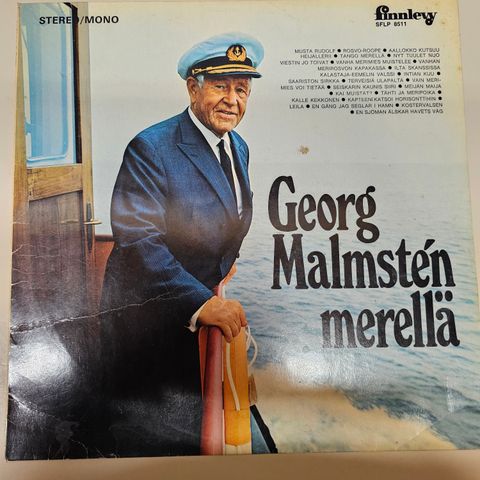 STEREO/MONO
finnlevy
SFLP 8511
MUSTA RUDOLF ● ROSVO-ROOPE ● AALLOKKO KUTSUU
HEIJALLERII ● TANGO MERELLÄ ● NYT TUULET NUO
VIESTIN JO TOIVAT ● VANHA MERIMIES MUISTELEE ● VANHAN
MERIROSVON KAPAKASSA ● ILTA SKANSSISSA
KALASTAJA-EEMELIN VALSSI ● INTIAN KUU ●
SAARISTON SIRKKA ● TERVEISIÄ ULAPALTA ● VAIN MERI-
MIES VOI TIETÄÄ ● SEISKARIN KAUNIS SIIRI ● MEIJÄN MAIJA
● KAI MUISTAT? ● TÄHTI JA MERIPOIKA ●
KALLE KEKKONEN ● KAPTEENI KATSOI HORISONTTIHIN ●
LEILA ● EN GÅNG JAG SEGLAR I HAMN ● KOSTERVALSEN
● EN SJÖMAN ÄLSKAR HAVETS VÅG
Georg
Malmstén
merellä